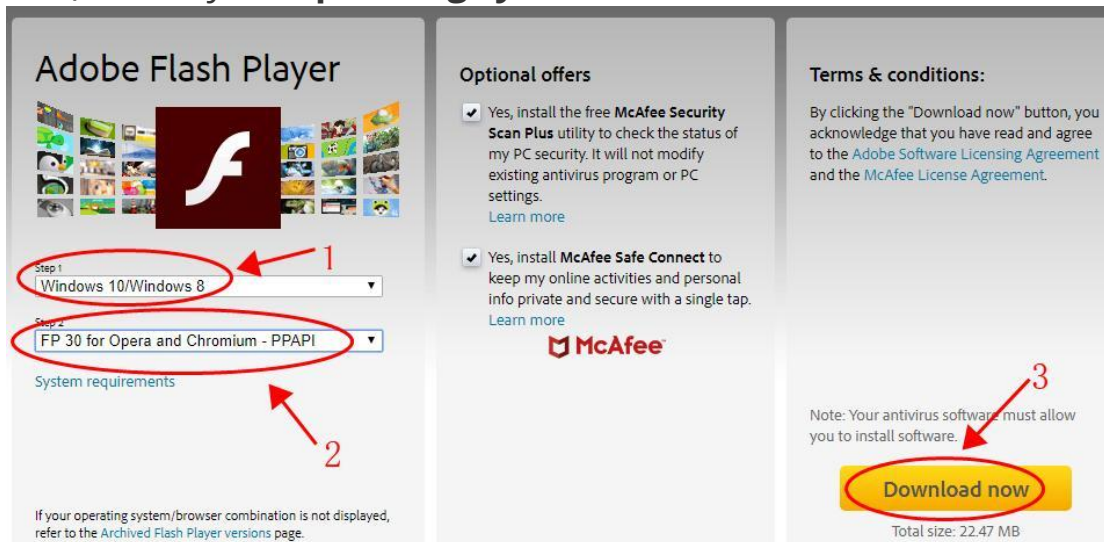 Adobe Flash Player
Step 1
Windows 10/Windows 8
Step 2
FP 30 for Opera and Chromium - PPAPI
System requirements
If your operating system/browser combination is not displayed,
refer to the Archived Flash Player versions page.
1
2
Optional offers
Yes, install the free McAfee Security
Scan Plus utility to check the status of
my PC security. It will not modify
existing antivirus program or PC
settings.
Learn more
Yes, install McAfee Safe Connect to
keep my online activities and personal
info private and secure with a single tap.
Learn more
McAfee
Terms & conditions:
By clicking the "Download now" button, you
acknowledge that you have read and agree
to the Adobe Software Licensing Agreement
and the McAfee License Agreement.
3
Note: Your antivirus software must allow
you to install software.
Download now
Total size: 22.47 MB